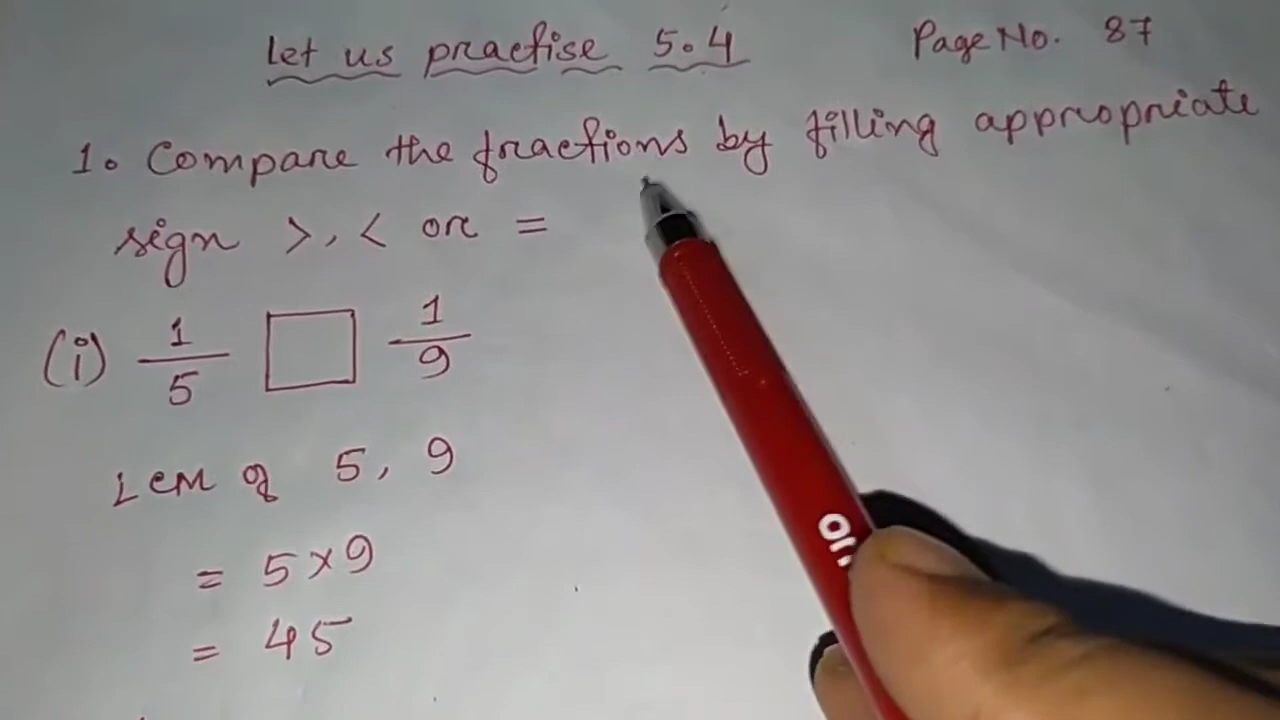 Let us practise 5.4 Page No. 87
1. Compare the fractions by filling appropriate
sign >, < or =
(i) 1/5 □ 1/9
LCM of 5, 9
= 5×9
= 45